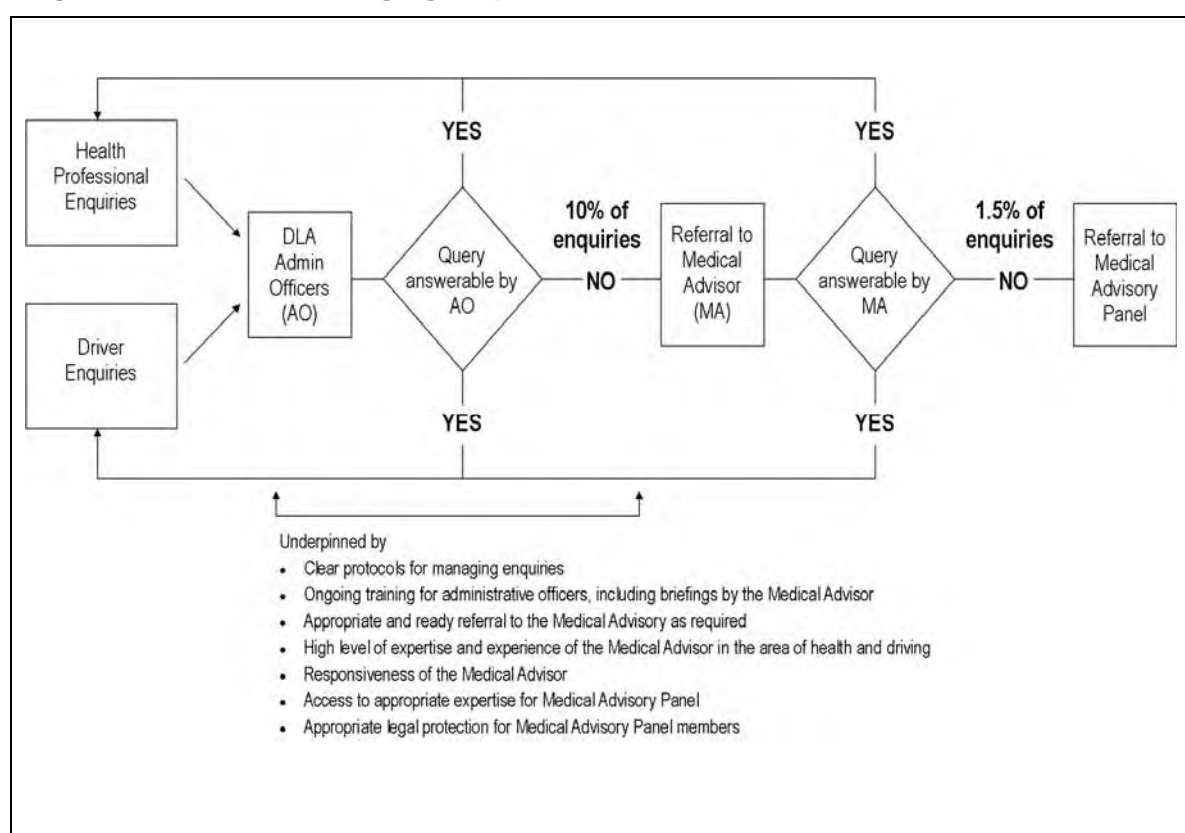 YES
YES
Health
Professional
Enquiries
DLA
Admin
Officers
(AO)
Query
answerable by
AO
10% of
enquiries
NO
Referral to
Medical
Advisor
(MA)
Query
answerable by
MA
1.5% of
enquiries
NO
Referral to
Medical
Advisory
Panel
Driver
Enquiries
YES
YES
Underpinned by
• Clear protocols for managing enquiries
• Ongoing training for administrative officers, including briefings by the Medical Advisor
• Appropriate and ready referral to the Medical Advisory as required
• High level of expertise and experience of the Medical Advisor in the area of health and driving
• Responsiveness of the Medical Advisor
• Access to appropriate expertise for Medical Advisory Panel
• Appropriate legal protection for Medical Advisory Panel members